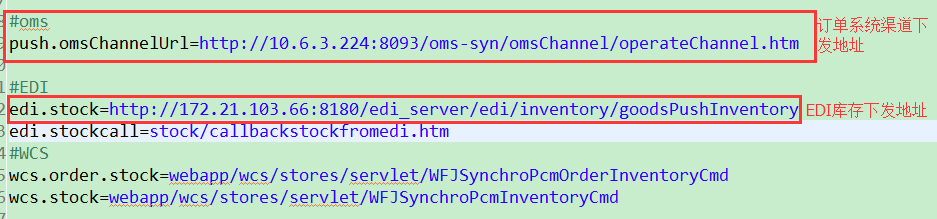 #oms
push.omsChannelUrl=http://10.6.3.224:8093/oms-syn/omsChannel/operateChannel.htm
订单系统渠道下
发地址
#EDI
edi.stock=http://172.21.103.66:8180/edi_server/edi/inventory/goodsPushInventory
EDI库存下发地址
edi.stockcall=stock/callbackstockfromedi.htm
#WCS
wcs.order.stock=webapp/wcs/stores/servlet/WFJSynchroPcmOrderInventoryCmd
wcs.stock=webapp/wcs/stores/servlet/WFJSynchroPcmInventoryCmd